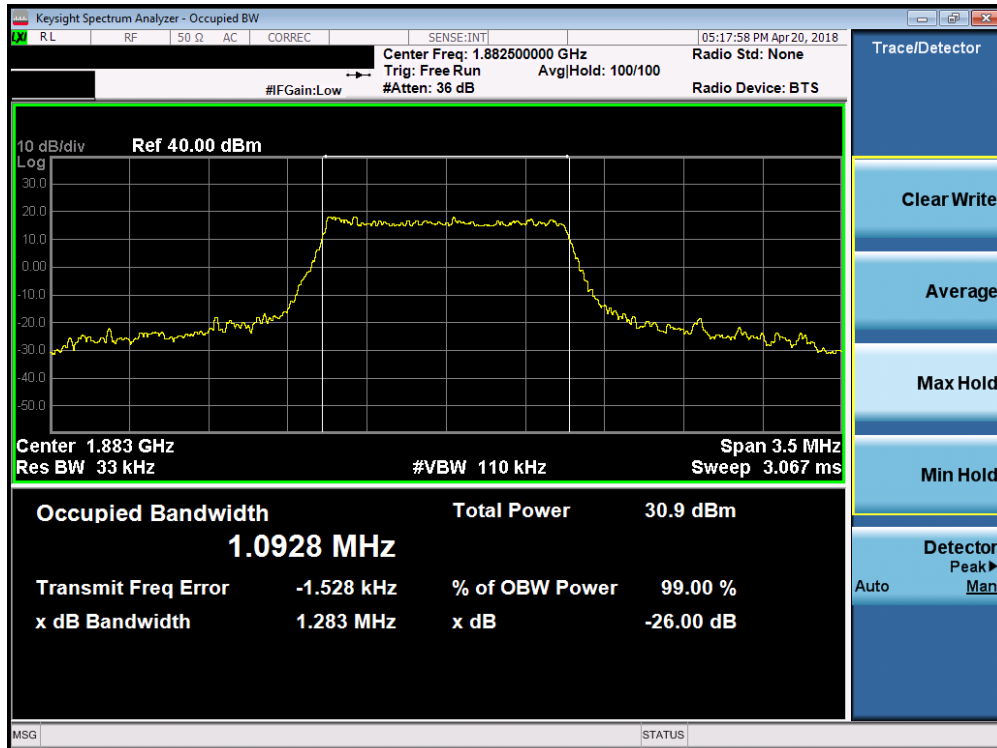 Keysight Spectrum Analyzer - Occupied BW
LXI RL RF 50 Ω AC CORREC SENSE:INT 05:17:58 PM Apr 20, 2018
Center Freq: 1.882500000 GHz Radio Std: None
Trig: Free Run Avg|Hold: 100/100
#IFGain:Low #Atten: 36 dB Radio Device: BTS
10 dB/div Ref 40.00 dBm
Log
30.0
20.0
10.0
0.00
-10.0
-20.0
-30.0
-40.0
-50.0
Center 1.883 GHz Span 3.5 MHz
Res BW 33 kHz #VBW 110 kHz Sweep 3.067 ms
Occupied Bandwidth Total Power 30.9 dBm
1.0928 MHz
Transmit Freq Error -1.528 kHz % of OBW Power 99.00 %
x dB Bandwidth 1.283 MHz x dB -26.00 dB
MSG STATUS
Trace/Detector
Clear Write
Average
Max Hold
Min Hold
Detector
Peak▶
Auto Man